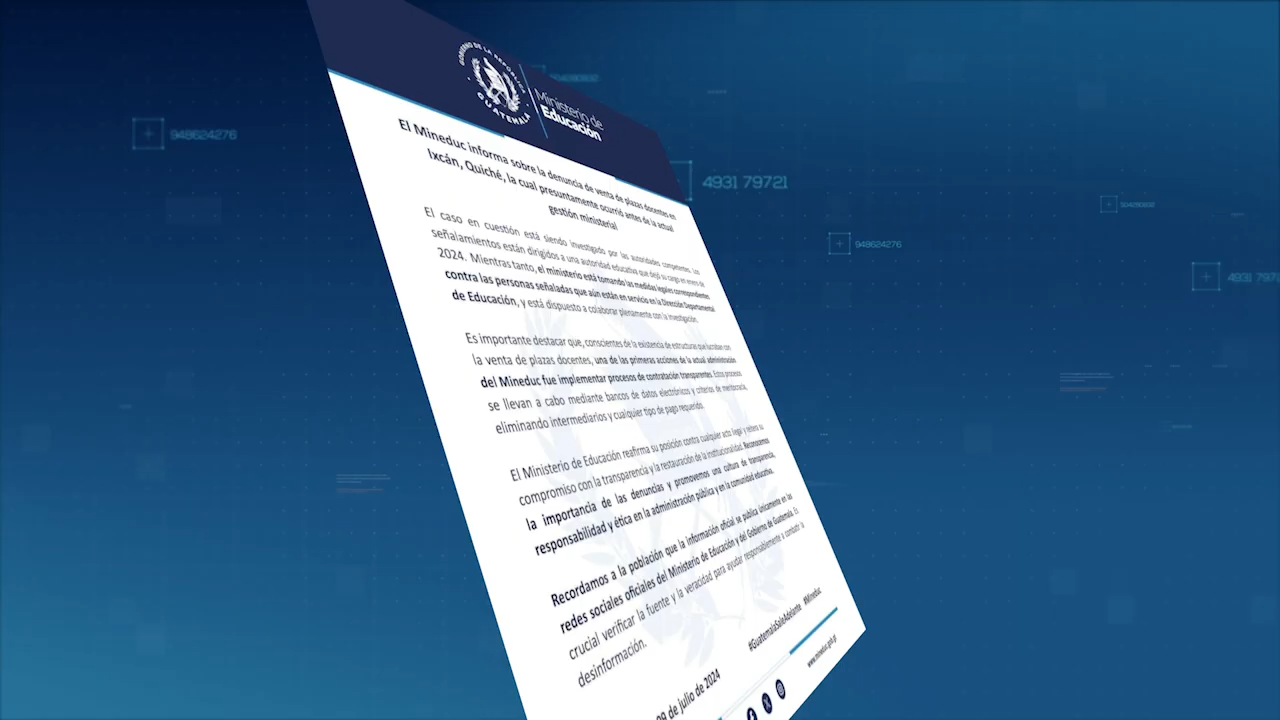 GOBIERNO DE LA REPÚBLICA
GUATEMALA
Ministerio de
Educación
El Mineduc informa sobre la denuncia de venta de plazas docentes en
Ixcán, Quiché, la cual presuntamente ocurrió antes de la actual
gestión ministerial
El caso en cuestión está siendo investigado por las autoridades competentes. Los
señalamientos están dirigidos a una autoridad educativa que dejó su cargo en enero de
2024. Mientras tanto, el ministerio está tomando las medidas legales correspondientes
contra las personas señaladas que aún están en servicio en la Dirección Departamental
de Educación, y está dispuesto a colaborar plenamente con la investigación.
Es importante destacar que, conscientes de la existencia de estructuras que lucraban con
la venta de plazas docentes, una de las primeras acciones de la actual administración
del Mineduc fue implementar procesos de contratación transparentes. Estos procesos
se llevan a cabo mediante bancos de datos electrónicos y criterios de meritocracia,
eliminando intermediarios y cualquier tipo de pago requerido.
El Ministerio de Educación reafirma su posición contra cualquier acto ilegal y reitera su
compromiso con la transparencia y la restauración de la institucionalidad. Reconocemos
la importancia de las denuncias y promovemos una cultura de transparencia,
responsabilidad y ética en la administración pública y en la comunidad educativa.
Recordamos a la población que la información oficial se publica únicamente en las
redes sociales oficiales del Ministerio de Educación y del Gobierno de Guatemala. Es
crucial verificar la fuente y la veracidad para ayudar responsablemente a combatir la
desinformación.
#GuatemalaSaleAdelante #Mineduc
09 de julio de 2024
www.mineduc.gob.gt
948624276
504280892
4931 79721
948624276
504280892
4931 797